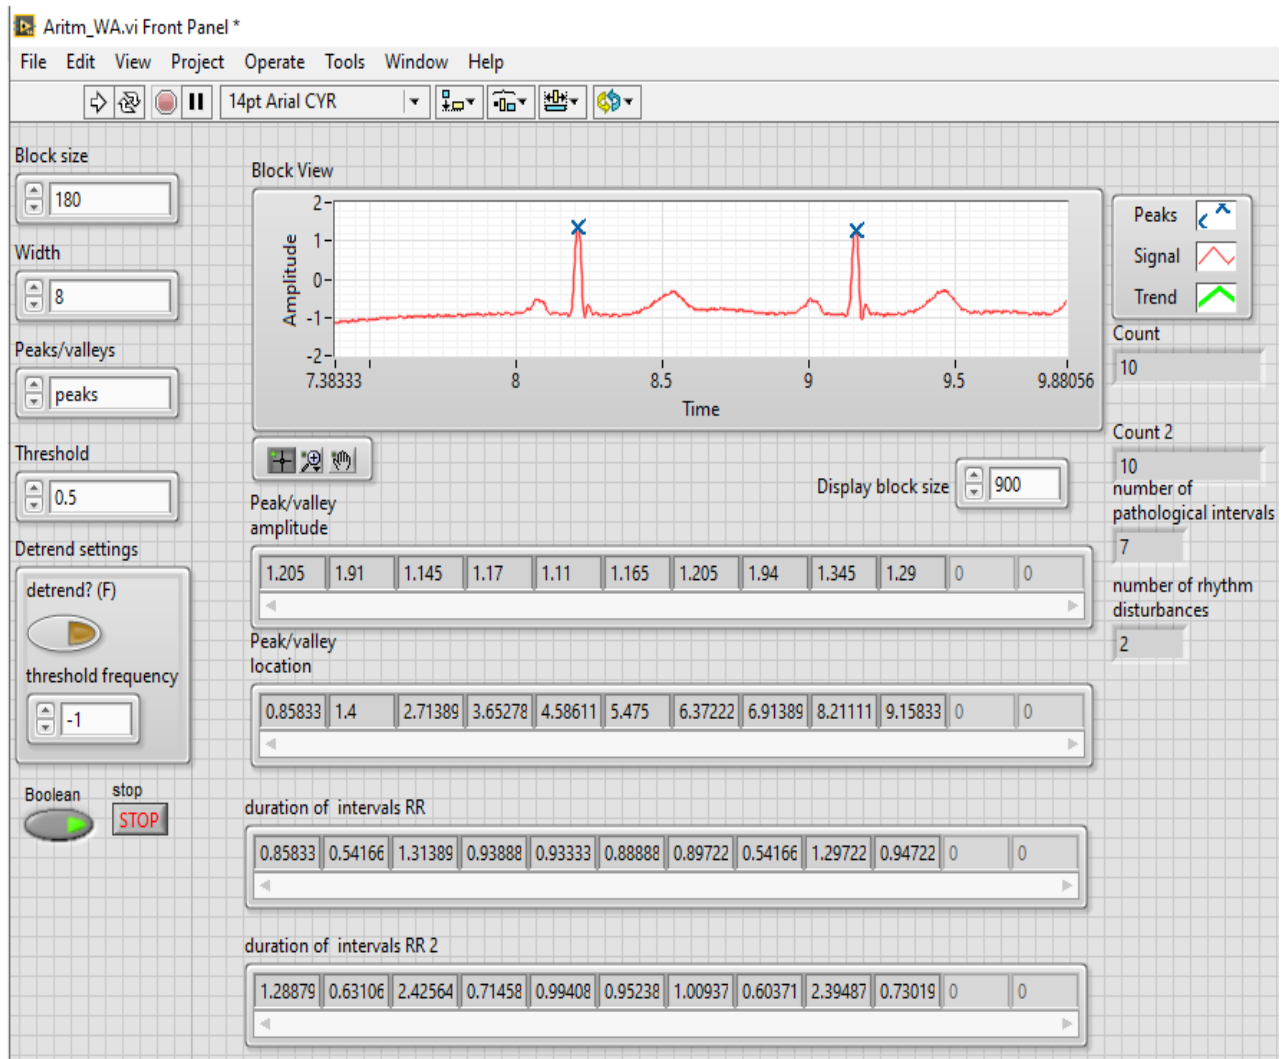 Aritm_WA.vi Front Panel *
File Edit View Project Operate Tools Window Help
14pt Arial CYR
Block size
180
Width
8
Peaks/valleys
peaks
Threshold
0.5
Detrend settings
detrend? (F)
threshold frequency
-1
Boolean
stop
STOP
Block View
Amplitude
2
1
0
-1
-2
7.38333 8 8.5 9 9.5 9.88056
Time
Peaks
Signal
Trend
Count
10
Count 2
10
number of
pathological intervals
7
number of rhythm
disturbances
2
Display block size 900
Peak/valley
amplitude
1.205 1.91 1.145 1.17 1.11 1.165 1.205 1.94 1.345 1.29 0 0
Peak/valley
location
0.85833 1.4 2.71389 3.65278 4.58611 5.475 6.37222 6.91389 8.21111 9.15833 0 0
duration of intervals RR
0.85833 0.54166 1.31389 0.93888 0.93333 0.88888 0.89722 0.54166 1.29722 0.94722 0 0
duration of intervals RR 2
1.28879 0.63106 2.42564 0.71458 0.99408 0.95238 1.00937 0.60371 2.39487 0.73019 0 0